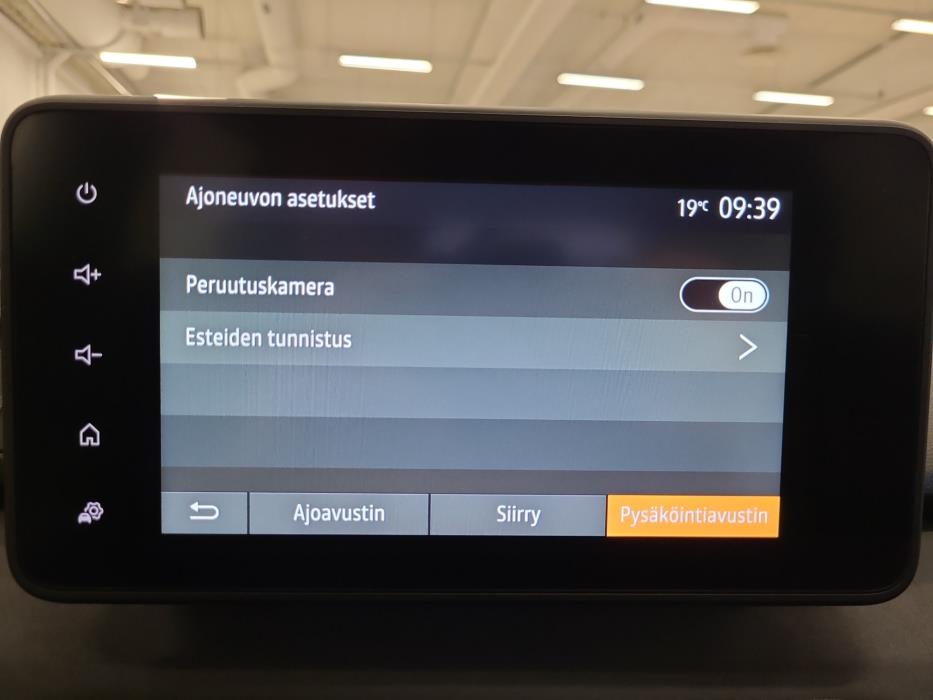 Ajoneuvon asetukset
19°C 09:39
Peruutuskamera
On
Esteiden tunnistus
Ajoavustin Siirry Pysäköintiavustin